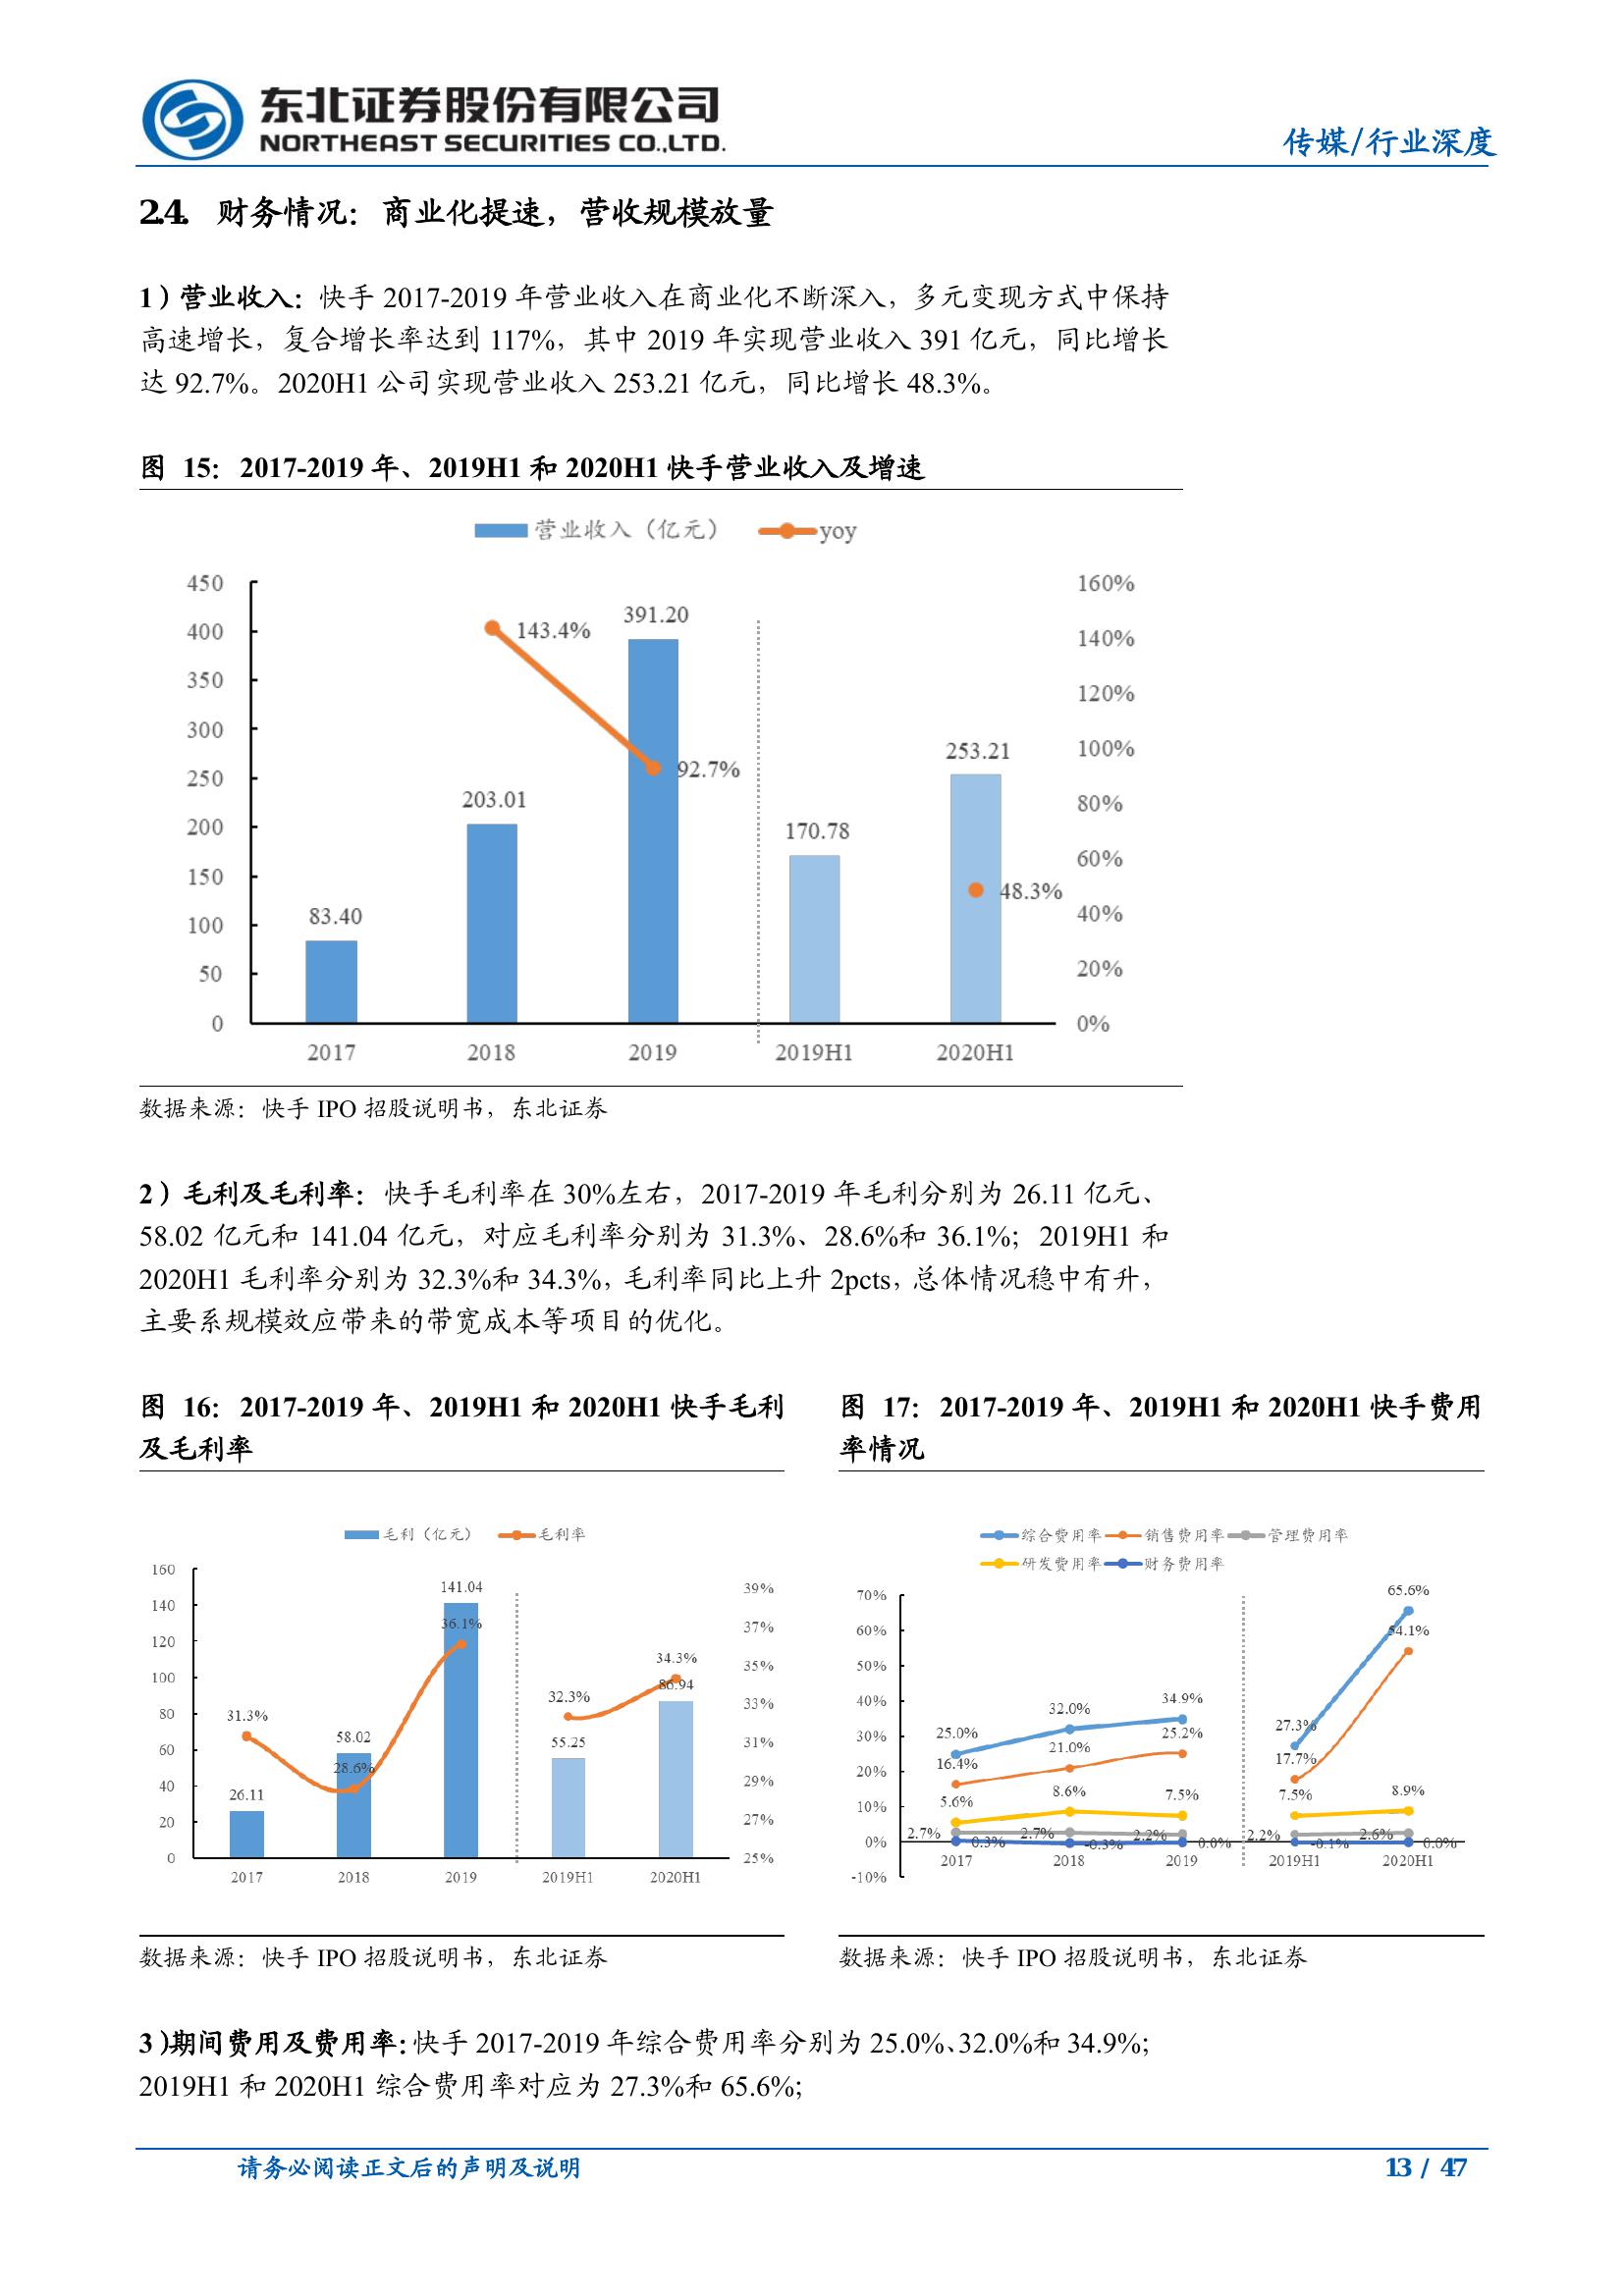 东北证券股份有限公司
NORTHEAST SECURITIES CO.,LTD.
传媒/行业深度
2.4. 财务情况：商业化提速，营收规模放量
1）营业收入：快手 2017-2019 年营业收入在商业化不断深入，多元变现方式中保持
高速增长，复合增长率达到 117%，其中 2019 年实现营业收入 391 亿元，同比增长
达 92.7%。2020H1 公司实现营业收入 253.21 亿元，同比增长 48.3%。
图 15：2017-2019 年、2019H1 和 2020H1 快手营业收入及增速
营业收入（亿元） yoy
450 160%
400 140%
350 120%
300 100%
250 80%
200 60%
150 40%
100 20%
50 0%
0
143.4% 391.20
92.7% 253.21
203.01 170.78
83.40 48.3%
2017 2018 2019 2019H1 2020H1
数据来源：快手 IPO 招股说明书，东北证券
2）毛利及毛利率：快手毛利率在 30%左右，2017-2019 年毛利分别为 26.11 亿元、
58.02 亿元和 141.04 亿元，对应毛利率分别为 31.3%、28.6%和 36.1%；2019H1 和
2020H1 毛利率分别为 32.3%和 34.3%，毛利率同比上升 2pcts，总体情况稳中有升，
主要系规模效应带来的带宽成本等项目的优化。
图 16：2017-2019 年、2019H1 和 2020H1 快手毛利
及毛利率
毛利（亿元） 毛利率
160
140
120
100
80
60
40
20
0
39%
37%
35%
33%
31%
29%
27%
25%
141.04
36.1%
34.3%
86.94
32.3%
31.3%
58.02
55.25
28.6%
26.11
2017 2018 2019 2019H1 2020H1
数据来源：快手 IPO 招股说明书，东北证券
图 17：2017-2019 年、2019H1 和 2020H1 快手费用
率情况
综合费用率 销售费用率 管理费用率
研发费用率 财务费用率
70%
60%
50%
40%
30%
20%
10%
0%
-10%
65.6%
54.1%
25.0% 32.0% 34.9% 27.3%
16.4% 21.0% 25.2% 17.7%
5.6% 8.6% 7.5% 7.5% 8.9%
2.7% 2.7% 2.2% 2.2% 2.6%
0.3% -0.3% 0.0% -0.1% 0.0%
2017 2018 2019 2019H1 2020H1
数据来源：快手 IPO 招股说明书，东北证券
3）期间费用及费用率：快手 2017-2019 年综合费用率分别为 25.0%、32.0%和 34.9%；
2019H1 和 2020H1 综合费用率对应为 27.3%和 65.6%；
请务必阅读正文后的声明及说明
13 / 47